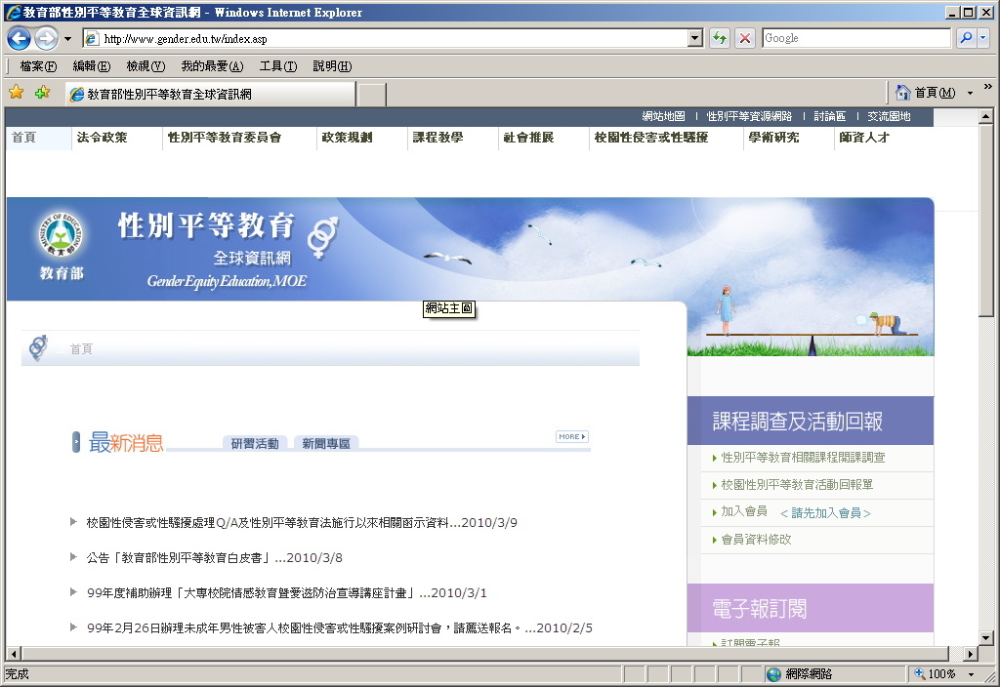 教育部性別平等教育全球資訊網 - Windows Internet Explorer
http://www.gender.edu.tw/index.asp
Google
檔案(F) 編輯(E) 檢視(V) 我的最愛(A) 工具(T) 說明(H)
教育部性別平等教育全球資訊網
首頁(M)
網站地圖 | 性別平等資源網路 | 討論區 | 交流園地
首頁 法令政策 性別平等教育委員會 政策規劃 課程教學 社會推展 校園性侵害或性騷擾 學術研究 師資人才
MINISTRY OF EDUCATION
教育部
性別平等教育
全球資訊網
Gender Equity Education, MOE
網站主圖
首頁
最新消息 研習活動 新聞專區 MORE
校園性侵害或性騷擾處理Q/A及性別平等教育法施行以來相關函示資料...2010/3/9
公告「教育部性別平等教育白皮書」...2010/3/8
99年度補助辦理「大專校院情感教育暨愛滋防治宣導講座計畫」...2010/3/1
99年2月26日辦理未成年男性被害人校園性侵害或性騷擾案例研討會，請薦送報名。...2010/2/5
課程調查及活動回報
性別平等教育相關課程開課調查
校園性別平等教育活動回報單
加入會員 <請先加入會員>
會員資料修改
電子報訂閱
訂閱電子報
完成
網際網路
100%